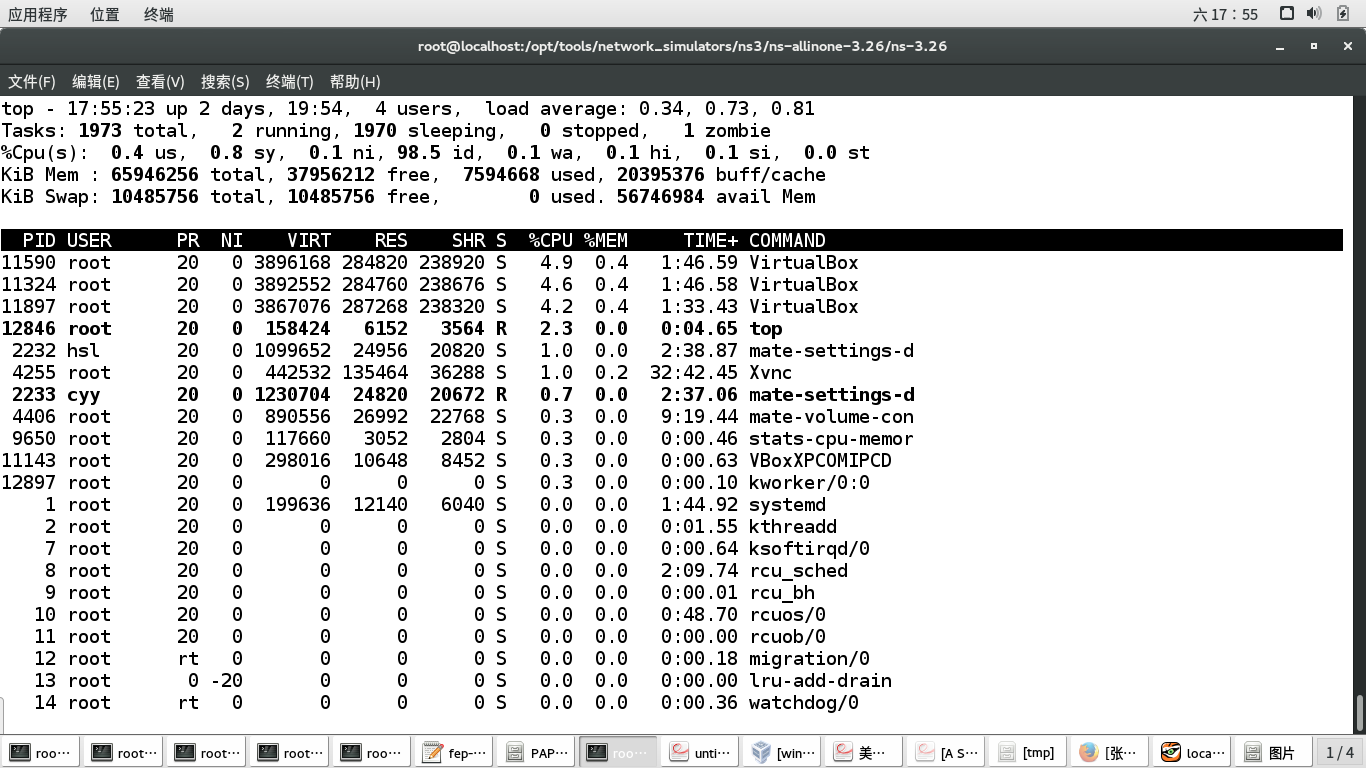 应用程序 位置 终端 六 17：55
root@localhost:/opt/tools/network_simulators/ns3/ns-allinone-3.26/ns-3.26
文件(F) 编辑(E) 查看(V) 搜索(S) 终端(T) 帮助(H)
top - 17:55:23 up 2 days, 19:54,  4 users,  load average: 0.34, 0.73, 0.81
Tasks: 1973 total,   2 running, 1970 sleeping,   0 stopped,   1 zombie
%Cpu(s):  0.4 us,  0.8 sy,  0.1 ni, 98.5 id,  0.1 wa,  0.1 hi,  0.1 si,  0.0 st
KiB Mem : 65946256 total, 37956212 free,  7594668 used, 20395376 buff/cache
KiB Swap: 10485756 total, 10485756 free,        0 used. 56746984 avail Mem
  PID USER      PR  NI    VIRT    RES    SHR S  %CPU %MEM     TIME+ COMMAND
11590 root      20   0 3896168 284820 238920 S   4.9  0.4   1:46.59 VirtualBox
11324 root      20   0 3892552 284760 238676 S   4.6  0.4   1:46.58 VirtualBox
11897 root      20   0 3867076 287268 238320 S   4.2  0.4   1:33.43 VirtualBox
12846 root      20   0  158424   6152   3564 R   2.3  0.0   0:04.65 top
 2232 hsl       20   0 1099652  24956  20820 S   1.0  0.0   2:38.87 mate-settings-d
 4255 root      20   0  442532 135464  36288 S   1.0  0.2  32:42.45 Xvnc
 2233 cyy       20   0 1230704  24820  20672 R   0.7  0.0   2:37.06 mate-settings-d
 4406 root      20   0  890556  26992  22768 S   0.3  0.0   9:19.44 mate-volume-con
 9650 root      20   0  117660   3052   2804 S   0.3  0.0   0:00.46 stats-cpu-memor
11143 root      20   0  298016  10648   8452 S   0.3  0.0   0:00.63 VBoxXPCOMIPCD
12897 root      20   0       0      0      0 S   0.3  0.0   0:00.10 kworker/0:0
    1 root      20   0  199636  12140   6040 S   0.0  0.0   1:44.92 systemd
    2 root      20   0       0      0      0 S   0.0  0.0   0:01.55 kthreadd
    7 root      20   0       0      0      0 S   0.0  0.0   0:00.64 ksoftirqd/0
    8 root      20   0       0      0      0 S   0.0  0.0   2:09.74 rcu_sched
    9 root      20   0       0      0      0 S   0.0  0.0   0:00.01 rcu_bh
   10 root      20   0       0      0      0 S   0.0  0.0   0:48.70 rcuos/0
   11 root      20   0       0      0      0 S   0.0  0.0   0:00.00 rcuob/0
   12 root      rt   0       0      0      0 S   0.0  0.0   0:00.18 migration/0
   13 root       0 -20       0      0      0 S   0.0  0.0   0:00.00 lru-add-drain
   14 root      rt   0       0      0      0 S   0.0  0.0   0:00.36 watchdog/0
roo… root… root… root… roo… fep-… PAP… roo… unti… [win… 美… [A S… [tmp] [张… loca… 图片 1 / 4